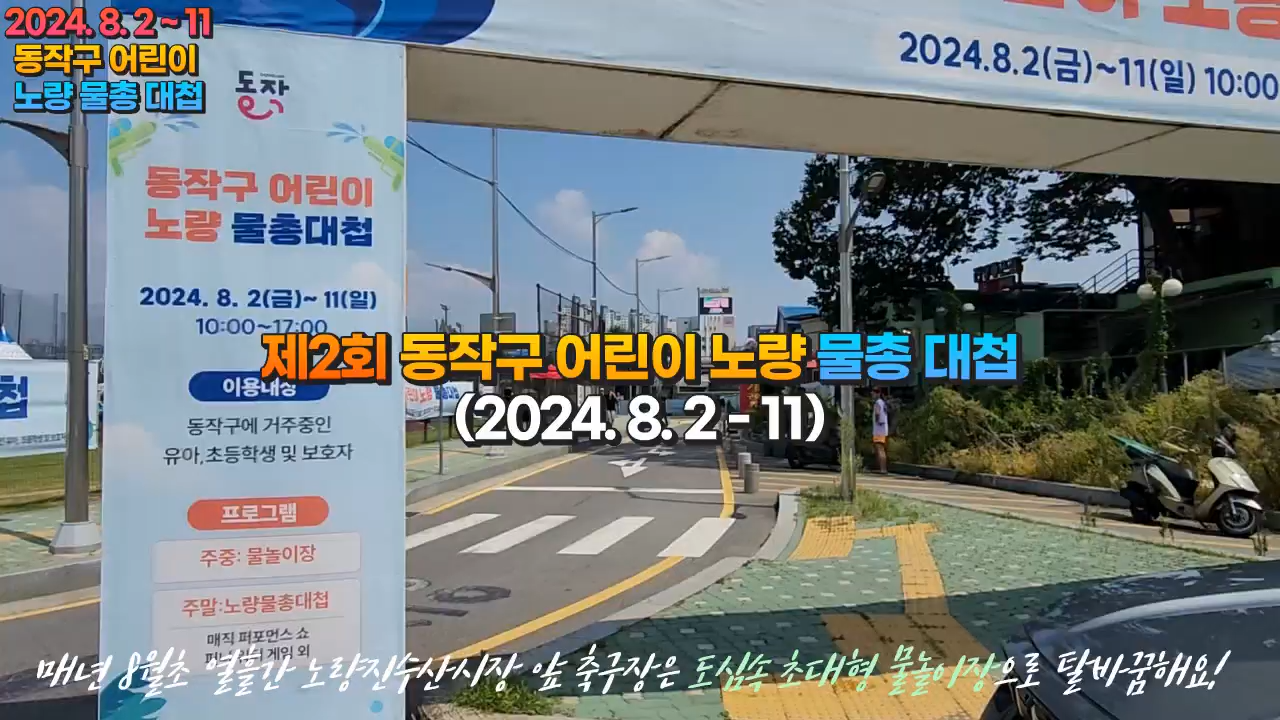 2024. 8. 2 ~ 11
동작구 어린이
노량 물총 대첩
2024.8.2(금)~11(일) 10:00
동작
동작구 어린이
노량 물총대첩
2024. 8. 2(금)~ 11(일)
10:00~17:00
제2회 동작구 어린이 노량 물총 대첩
(2024. 8. 2 - 11)
이용대상
동작구에 거주중인
유아,초등학생 및 보호자
프로그램
주중: 물놀이장
주말:노량물총대첩
매직 퍼포먼스 쇼
게임 외
매년 8월초 열흘간 노량진수산시장 앞 축구장은 도심속 초대형 물놀이장으로 탈바꿈해요!